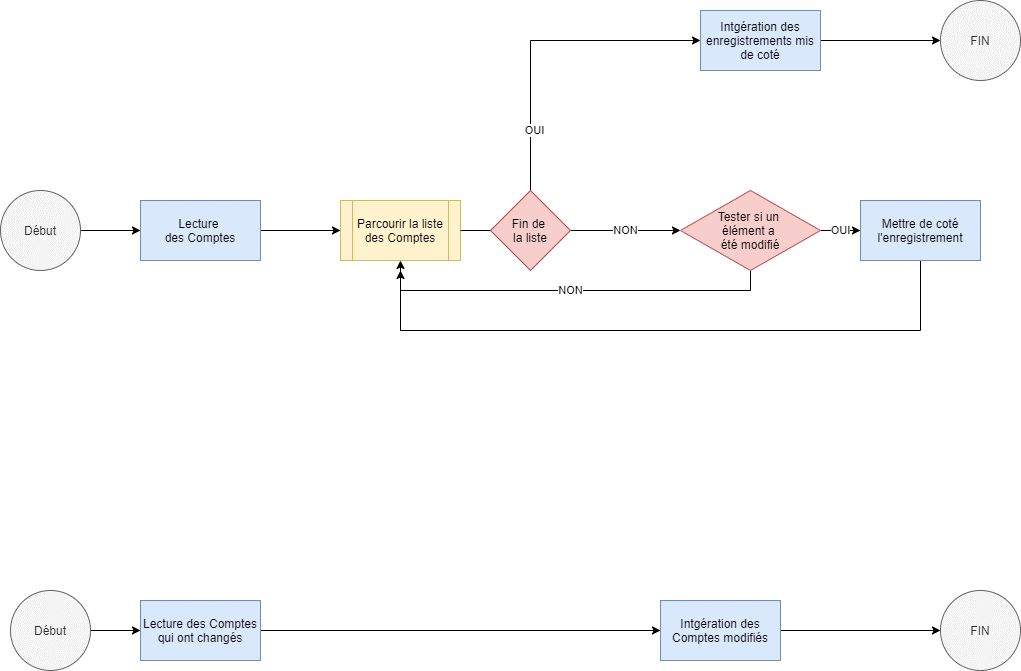 Intgération des
enregistrements mis
de coté
FIN
OUI
Début
Lecture
des Comptes
Parcourir la liste
des Comptes
Fin de
la liste
NON
Tester si un
élément a
été modifié
OUI
Mettre de coté
l'enregistrement
NON
Début
Lecture des Comptes
qui ont changés
Intgération des
Comptes modifiés
FIN